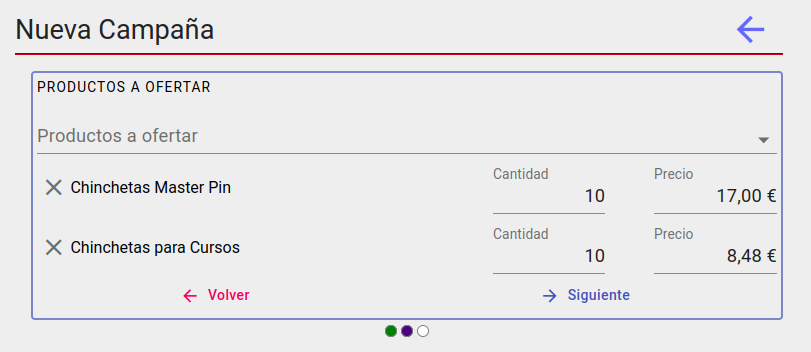 Nueva Campaña
PRODUCTOS A OFERTAR
Productos a ofertar
Cantidad Precio
Chinchetas Master Pin 10 17,00 €
Cantidad Precio
Chinchetas para Cursos 10 8,48 €
Volver Siguiente